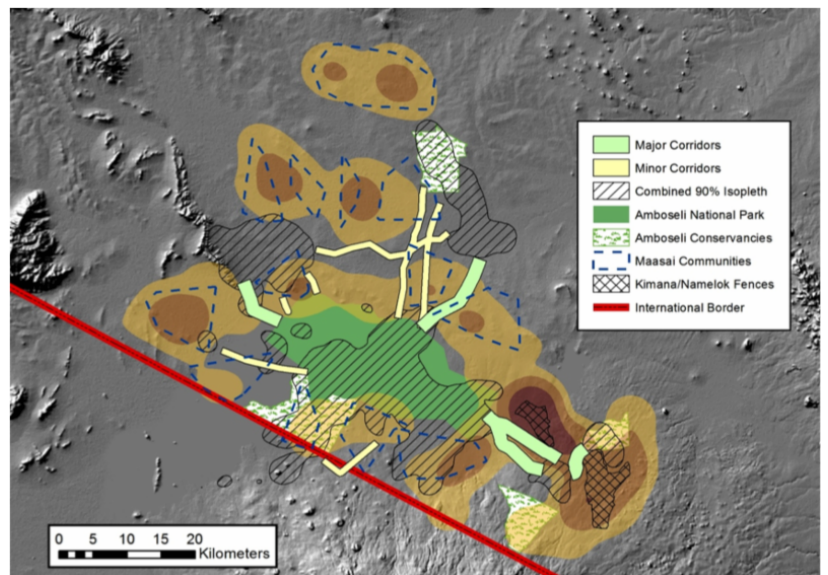 Major Corridors
Minor Corridors
Combined 90% Isopleth
Amboseli National Park
Amboseli Conservancies
Maasai Communities
Kimana/Namelok Fences
International Border
0 5 10 15 20
Kilometers